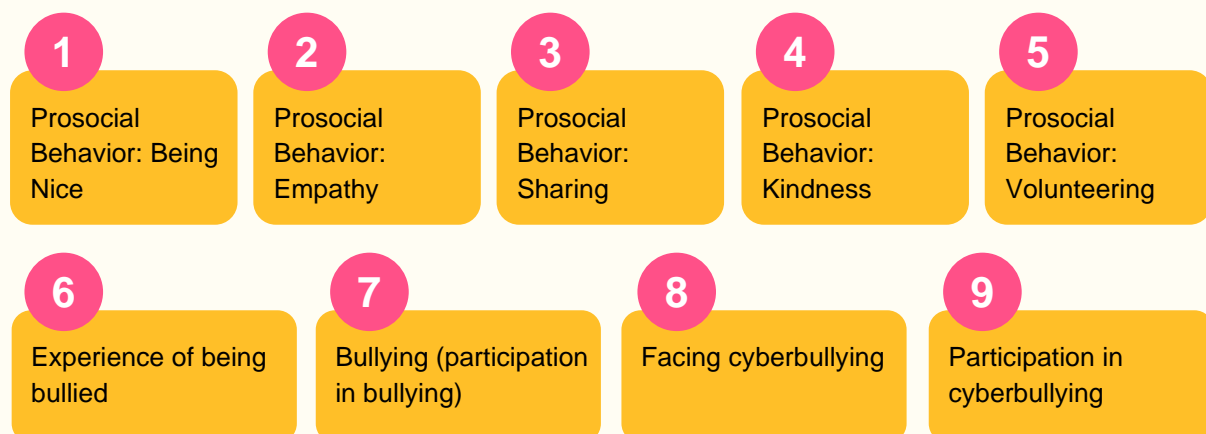 1
Prosocial
Behavior: Being
Nice
2
Prosocial
Behavior:
Empathy
3
Prosocial
Behavior:
Sharing
4
Prosocial
Behavior:
Kindness
5
Prosocial
Behavior:
Volunteering
6
Experience of being
bullied
7
Bullying (participation
in bullying)
8
Facing cyberbullying
9
Participation in
cyberbullying